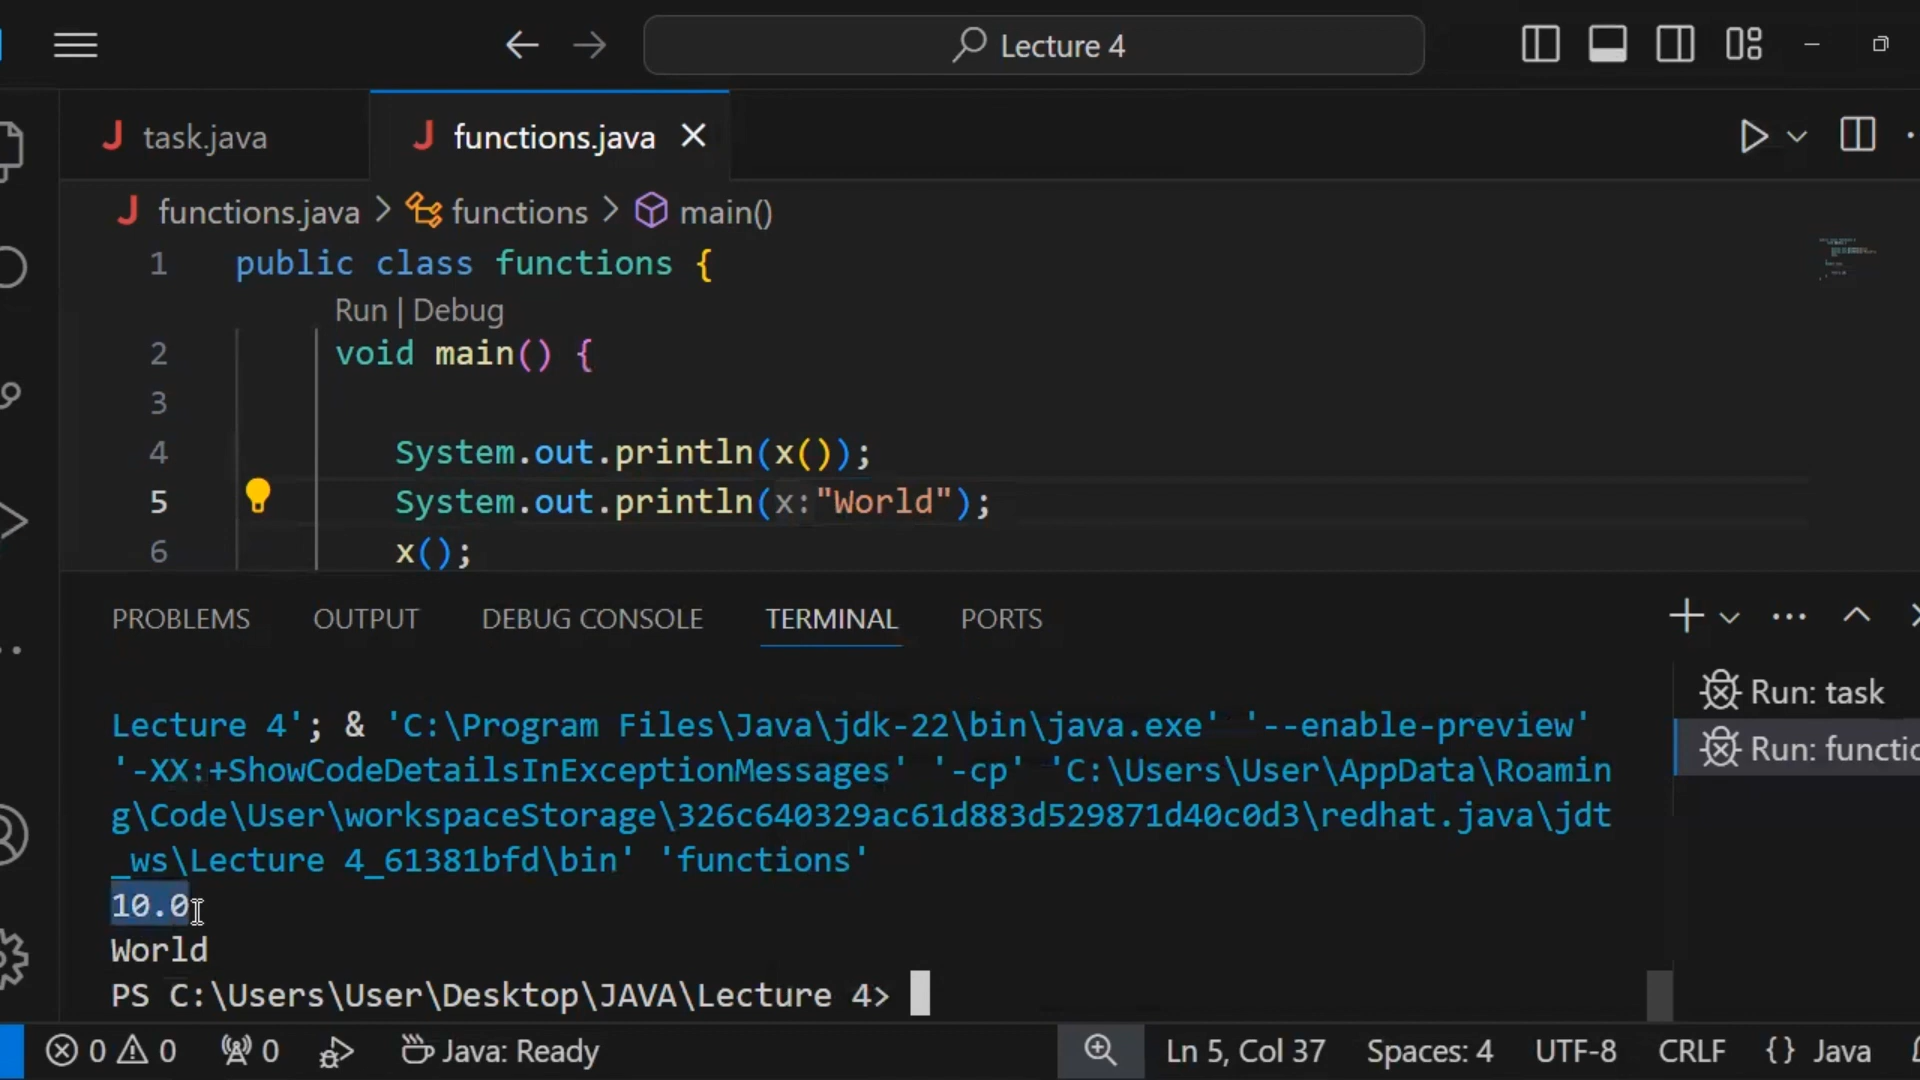 Lecture 4
task.java
functions.java
functions.java > functions > main()
1 public class functions {
Run | Debug
2 void main() {
3
4 System.out.println(x());
5 System.out.println(x:"World");
6 x();
PROBLEMS OUTPUT DEBUG CONSOLE TERMINAL PORTS
Lecture 4'; & 'C:\Program Files\Java\jdk-22\bin\java.exe' '--enable-preview'
'-XX:+ShowCodeDetailsInExceptionMessages' '-cp' 'C:\Users\User\AppData\Roamin
g\Code\User\workspaceStorage\326c640329ac61d883d529871d40c0d3\redhat.java\jdt
_ws\Lecture 4_61381bfd\bin' 'functions'
10.0
World
PS C:\Users\User\Desktop\JAVA\Lecture 4>
Run: task
Run: functio
0 0 0 Java: Ready Ln 5, Col 37 Spaces: 4 UTF-8 CRLF {} Java